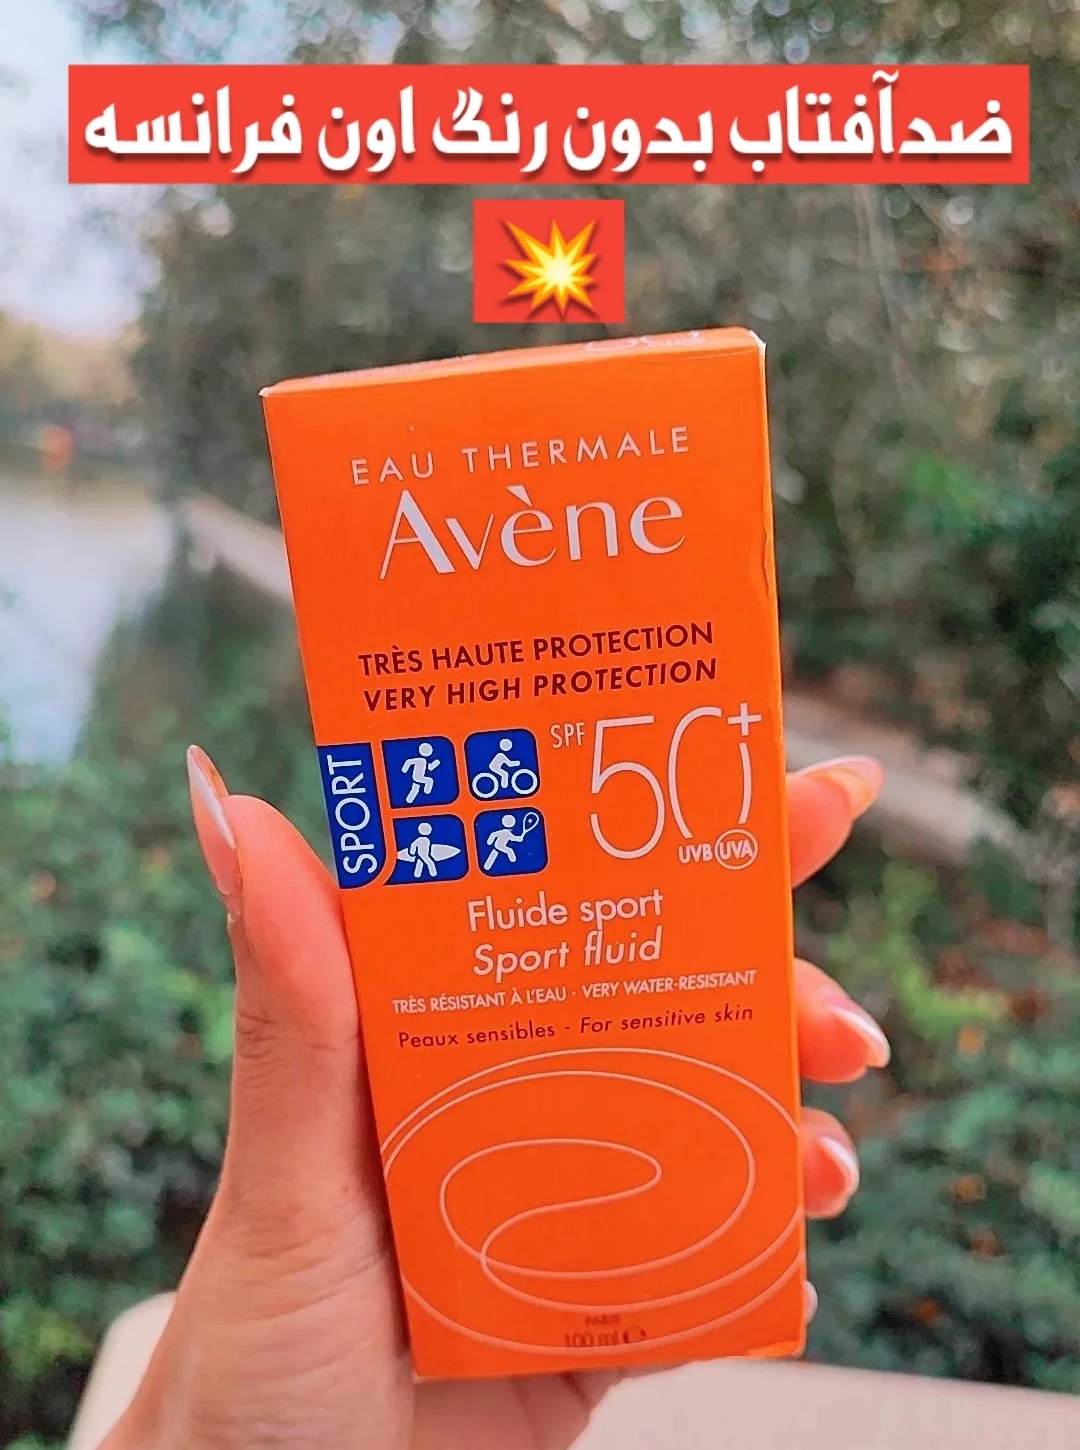 ضدآفتاب بدون رنگ اون فرانسه
EAU THERMALE
Avène
TRÈS HAUTE PROTECTION
VERY HIGH PROTECTION
SPORT
SPF 50+
UVB UVA
Fluide sport
Sport fluid
TRÈS RÉSISTANT À L'EAU - VERY WATER-RESISTANT
Peaux sensibles - For sensitive skin
PARIS
100 ml e